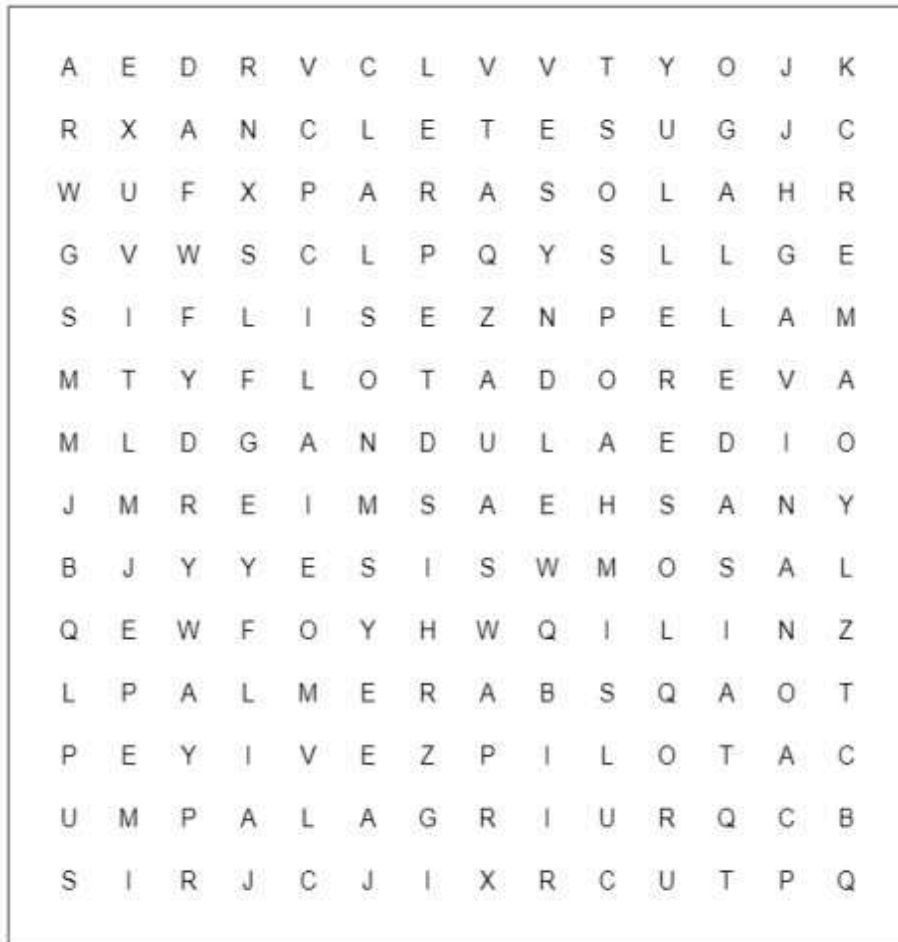 A E D R V C L V V T Y O J K
R X A N C L E T E S U G J C
W U F X P A R A S O L A H R
G V W S C L P Q Y S L L G E
S I F L I S E Z N P E L A M
M T Y F L O T A D O R E V A
M L D G A N D U L A E D I O
J M R E I M S A E H S A N Y
B J Y Y E S I S W M O S A L
Q E W F O Y H W Q I L I N Z
L P A L M E R A B S Q A O T
P E Y I V E Z P I L O T A C
U M P A L A G R I U R Q C B
S I R J C J I X R C U T P Q